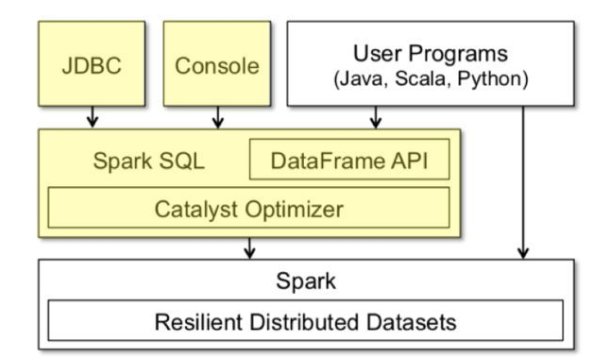 JDBC
Console
User Programs
(Java, Scala, Python)
Spark SQL
DataFrame API
Catalyst Optimizer
Spark
Resilient Distributed Datasets